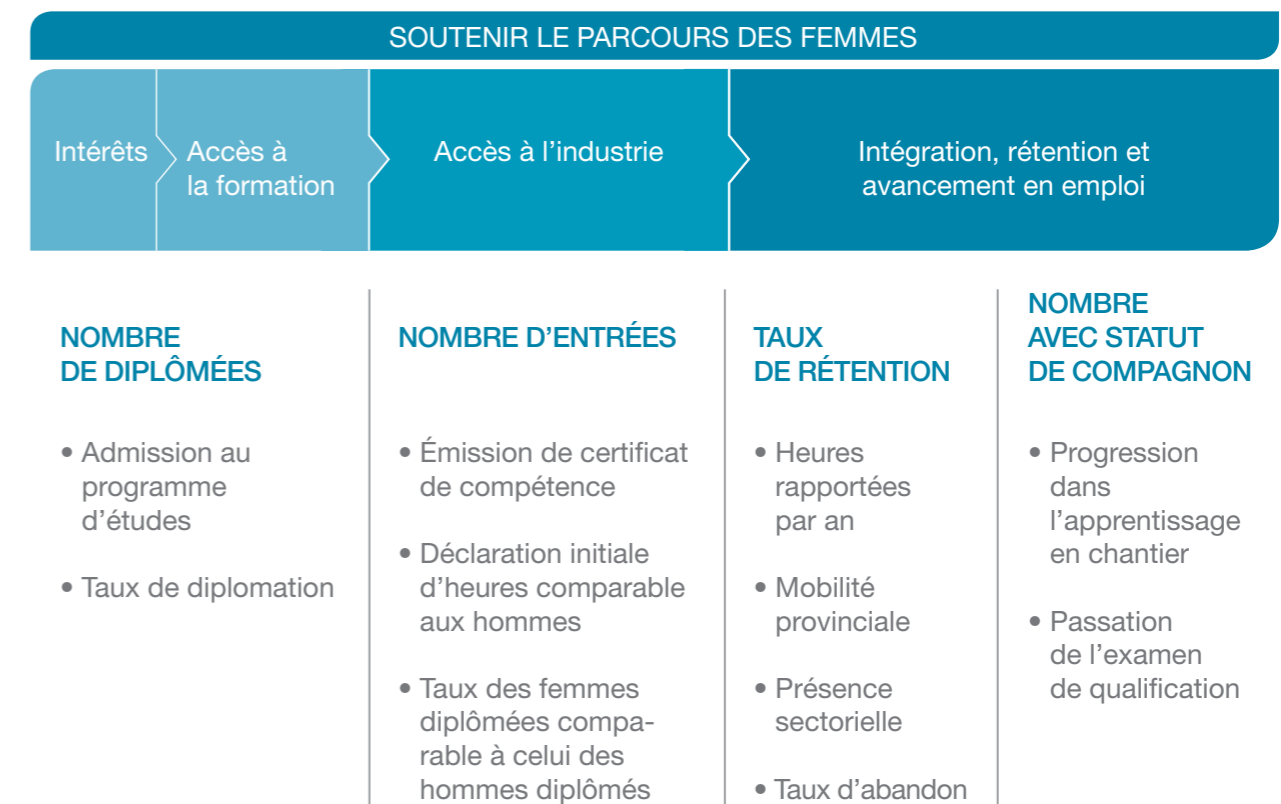 SOUTENIR LE PARCOURS DES FEMMES
Intérêts
Accès à
la formation
Accès à l'industrie
Intégration, rétention et
avancement en emploi
NOMBRE
DE DIPLÔMÉES
• Admission au
programme
d'études
• Taux de diplomation
NOMBRE D'ENTRÉES
• Émission de certificat
de compétence
• Déclaration initiale
d'heures comparable
aux hommes
• Taux des femmes
diplômées compa-
rable à celui des
hommes diplômés
TAUX
DE RÉTENTION
• Heures
rapportées
par an
• Mobilité
provinciale
• Présence
sectorielle
• Taux d'abandon
NOMBRE
AVEC STATUT
DE COMPAGNON
• Progression
dans
l'apprentissage
en chantier
• Passation
de l'examen
de qualification